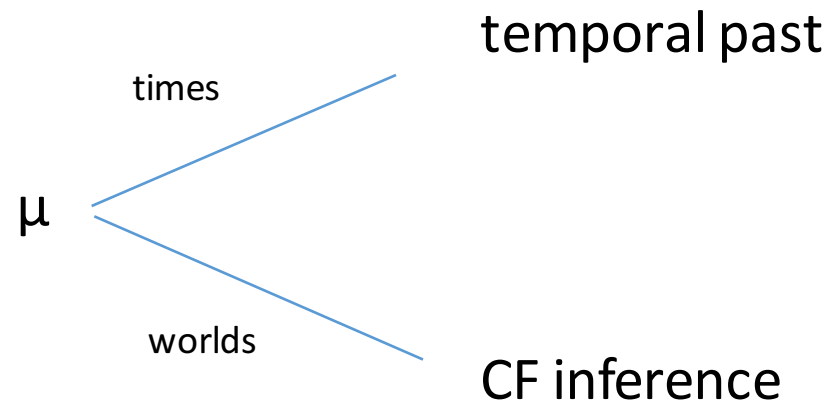 temporal past
times
μ
worlds
CF inference